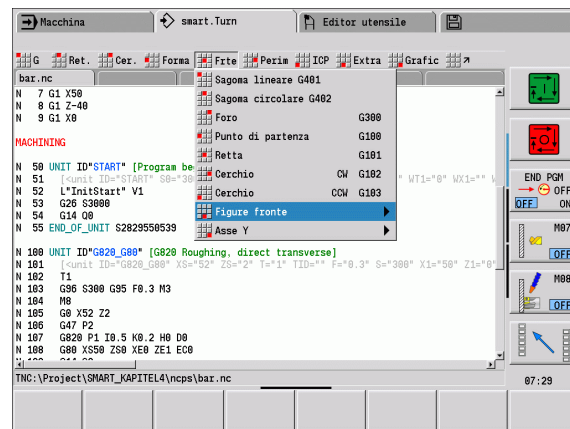 Macchina
smart.Turn
Editor utensile
G Ret. Cer. Forma Frte Perim ICP Extra Grafic
bar.nc
N 7 G1 X50
N 8 G1 Z-40
N 9 G1 X0
MACHINING
N 50 UNIT ID"START" [Program be
N 51 [<unit ID="START" S0="30 " WT1="8" WX1="" W
N 52 L"InitStart" V1
N 53 G26 S3000
N 54 G14 Q0
N 55 END_OF_UNIT S2829550539
N 100 UNIT ID"G820_G80" [G820 Roughing, direct transverse]
N 101 [<unit ID="G820_G80" XS="52" ZS="2" T="1" TID="" F="0.3" S="300" X1="50" Z1="0"
N 102 T1
N 103 G96 S300 G95 F0.3 M3
N 104 M8
N 105 G0 X52 Z2
N 106 G47 P2
N 107 G820 P1 I0.5 K0.2 H0 D0
N 108 G80 XS50 ZS0 XE0 ZE1 EC0
Sagoma lineare G401
Sagoma circolare G402
Foro G300
Punto di partenza G100
Retta G101
Cerchio CW G102
Cerchio CCW G103
Figure fronte
Asse Y
TNC:\Project\SMART_KAPITEL4\ncps\bar.nc
END PGM
OFF
OFF ON
M07
OFF
M08
OFF
07:29